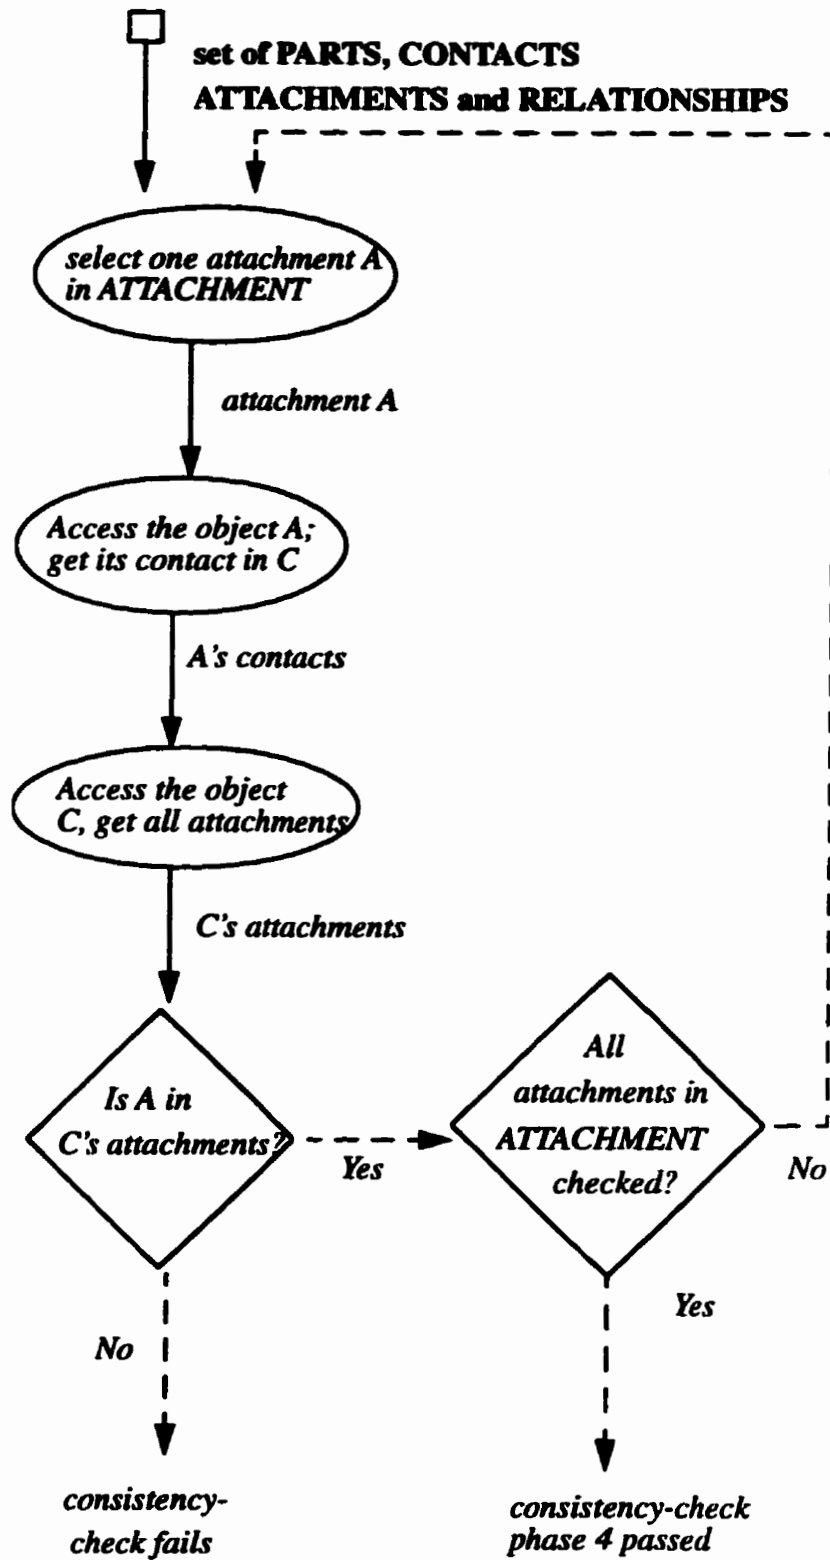 set of PARTS, CONTACTS
ATTACHMENTS and RELATIONSHIPS
select one attachment A
in ATTACHMENT
attachment A
Access the object A;
get its contact in C
A's contacts
Access the object
C, get all attachments
C's attachments
Is A in
C's attachments?
Yes
All
attachments in
ATTACHMENT
checked?
No
No
Yes
consistency-
check fails
consistency-check
phase 4 passed